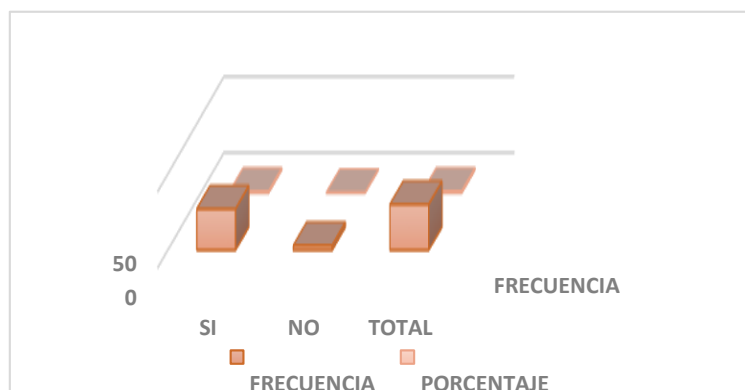 50
0
FRECUENCIA
SI NO TOTAL
FRECUENCIA PORCENTAJE